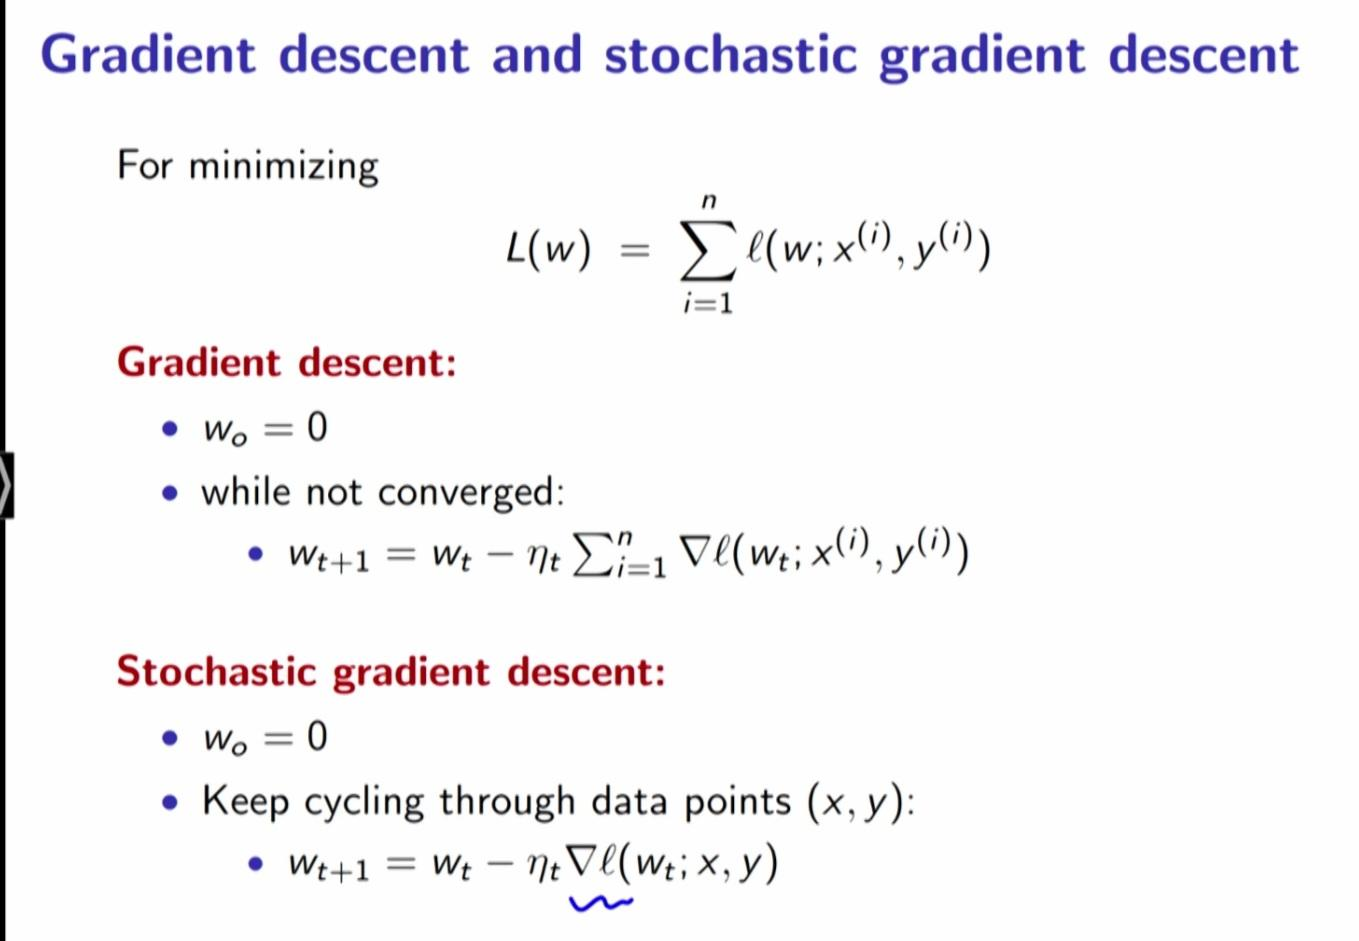 Gradient descent and stochastic gradient descent
For minimizing
L(w) = ∑_{i=1}^{n} ℓ(w; x^{(i)}, y^{(i)})
Gradient descent:
• w_o = 0
• while not converged:
• w_{t+1} = w_t − η_t ∑_{i=1}^{n} ∇ℓ(w_t; x^{(i)}, y^{(i)})
Stochastic gradient descent:
• w_o = 0
• Keep cycling through data points (x, y):
• w_{t+1} = w_t − η_t ∇ℓ(w_t; x, y)